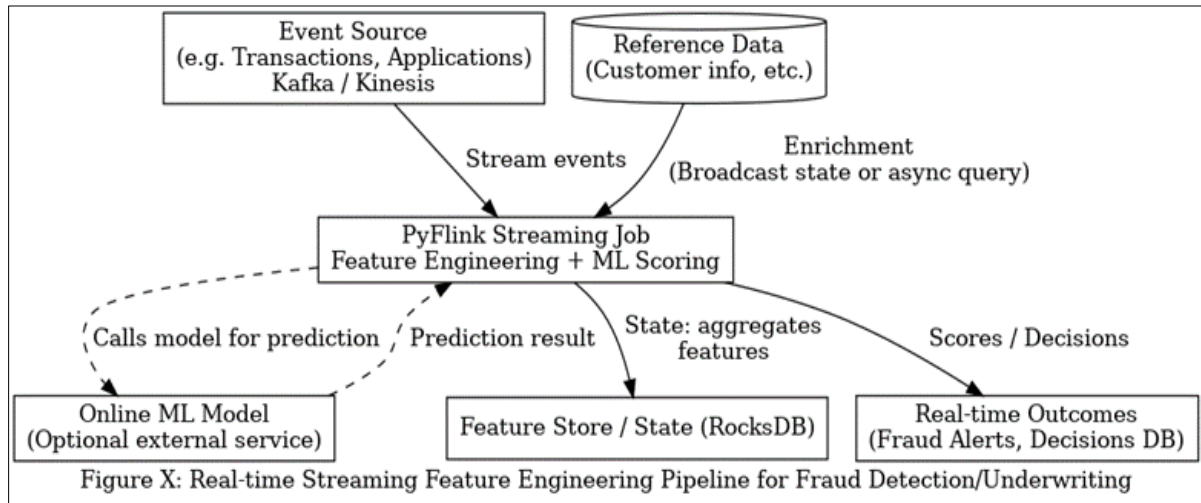 Event Source
(e.g. Transactions, Applications)
Kafka / Kinesis
Reference Data
(Customer info, etc.)
Stream events
Enrichment
(Broadcast state or async query)
PyFlink Streaming Job
Feature Engineering + ML Scoring
Calls model for prediction
Prediction result
State: aggregates
features
Scores / Decisions
Online ML Model
(Optional external service)
Feature Store / State (RocksDB)
Real-time Outcomes
(Fraud Alerts, Decisions DB)
Figure X: Real-time Streaming Feature Engineering Pipeline for Fraud Detection/Underwriting